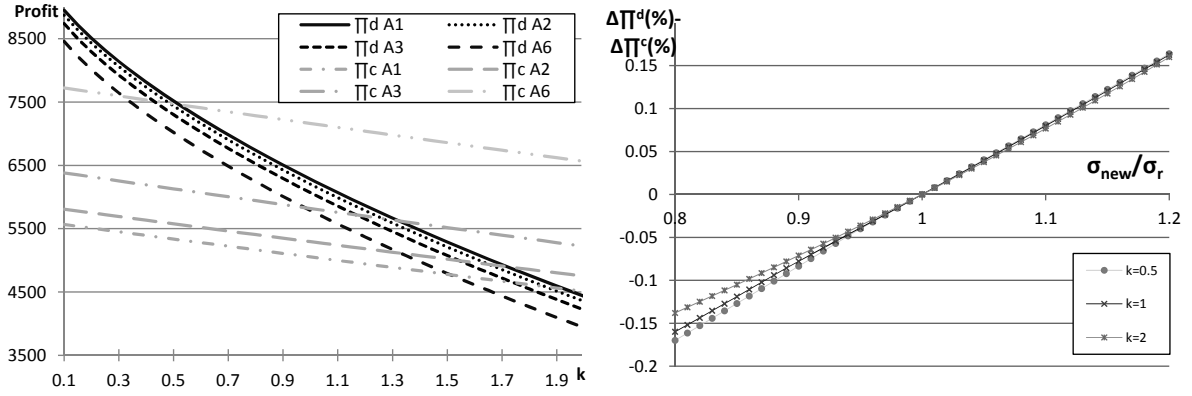 Profit
8500
7500
6500
5500
4500
3500
0.1 0.3 0.5 0.7 0.9 1.1 1.3 1.5 1.7 1.9 k
∏d A1 ∏d A2
∏d A3 ∏d A6
∏c A1 ∏c A2
∏c A3 ∏c A6
Δ∏ᵈ(%)-
Δ∏ᶜ(%)
0.15
0.1
0.05
0
-0.05
-0.1
-0.15
-0.2
0.8 0.9 1 1.1 1.2
σnew/σr
k=0.5
k=1
k=2